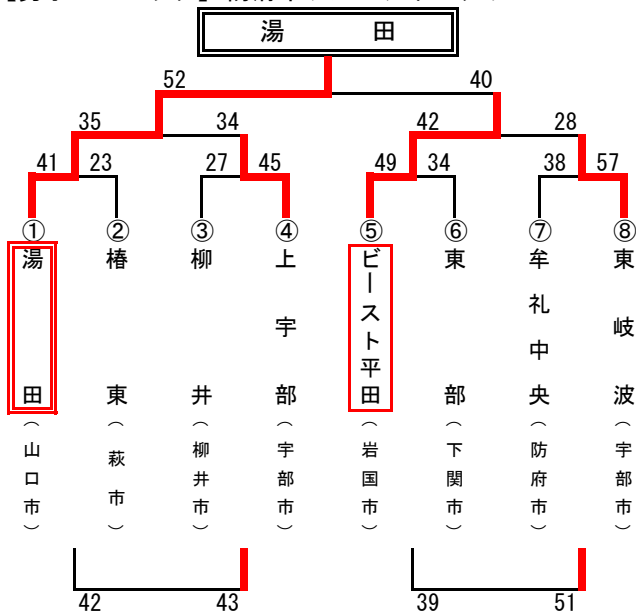 湯 田
52 40
35 34 42 28
41 23 27 45 49 34 38 57
① ② ③ ④ ⑤ ⑥ ⑦ ⑧
湯田(山口市)
椿東(萩市)
柳井(柳井市)
上宇部(宇部市)
ビースト平田(岩国市)
東部(下関市)
牟礼中央(防府市)
東岐波(宇部市)
42 43 39 51